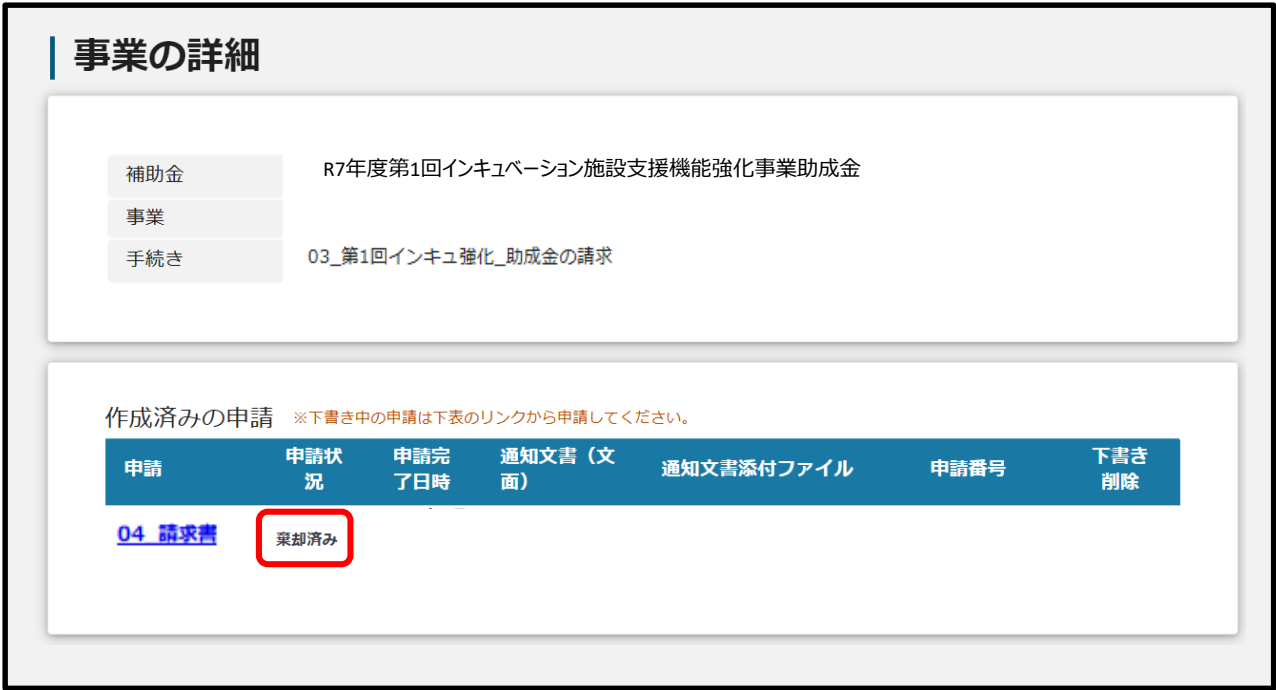 事業の詳細
補助金
R7年度第1回インキュベーション施設支援機能強化事業助成金
事業
手続き
03_第1回インキュ強化_助成金の請求
作成済みの申請 ※下書き中の申請は下表のリンクから申請してください。
申請
申請状
況
申請完
了日時
通知文書（文
面）
通知文書添付ファイル
申請番号
下書き
削除
04_請求書
棄却済み